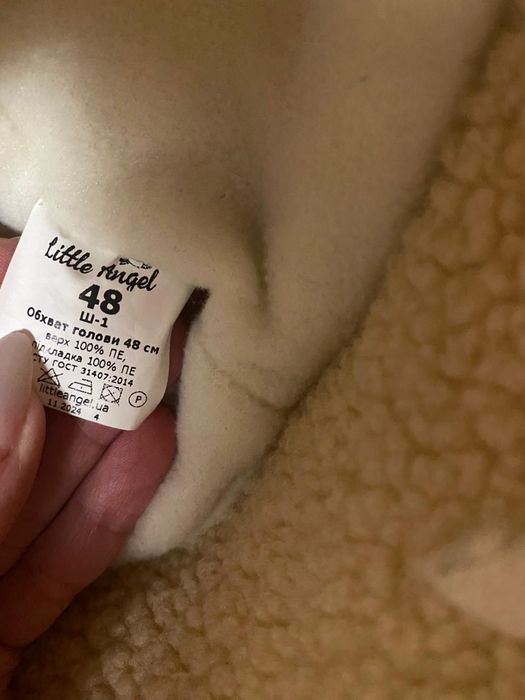 Little Angel
48
Ш-1
Обхват голови 48 см
верх 100% ПЕ,
підкладка 100% ПЕ
ГОСТ 31407:2014
P
littleangel.ua
11 2024 4